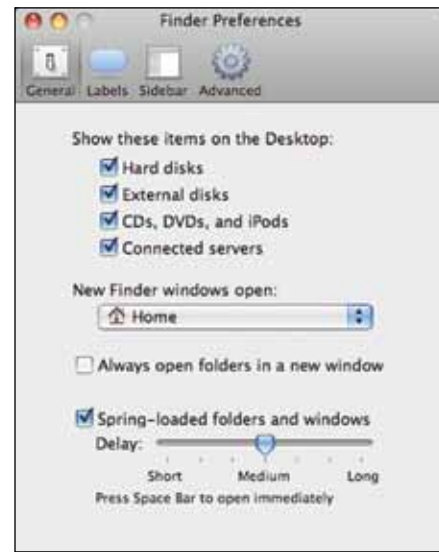 Finder Preferences
General Labels Sidebar Advanced
Show these items on the Desktop:
Hard disks
External disks
CDs, DVDs, and iPods
Connected servers
New Finder windows open:
Home
Always open folders in a new window
Spring-loaded folders and windows
Delay:
Short Medium Long
Press Space Bar to open immediately